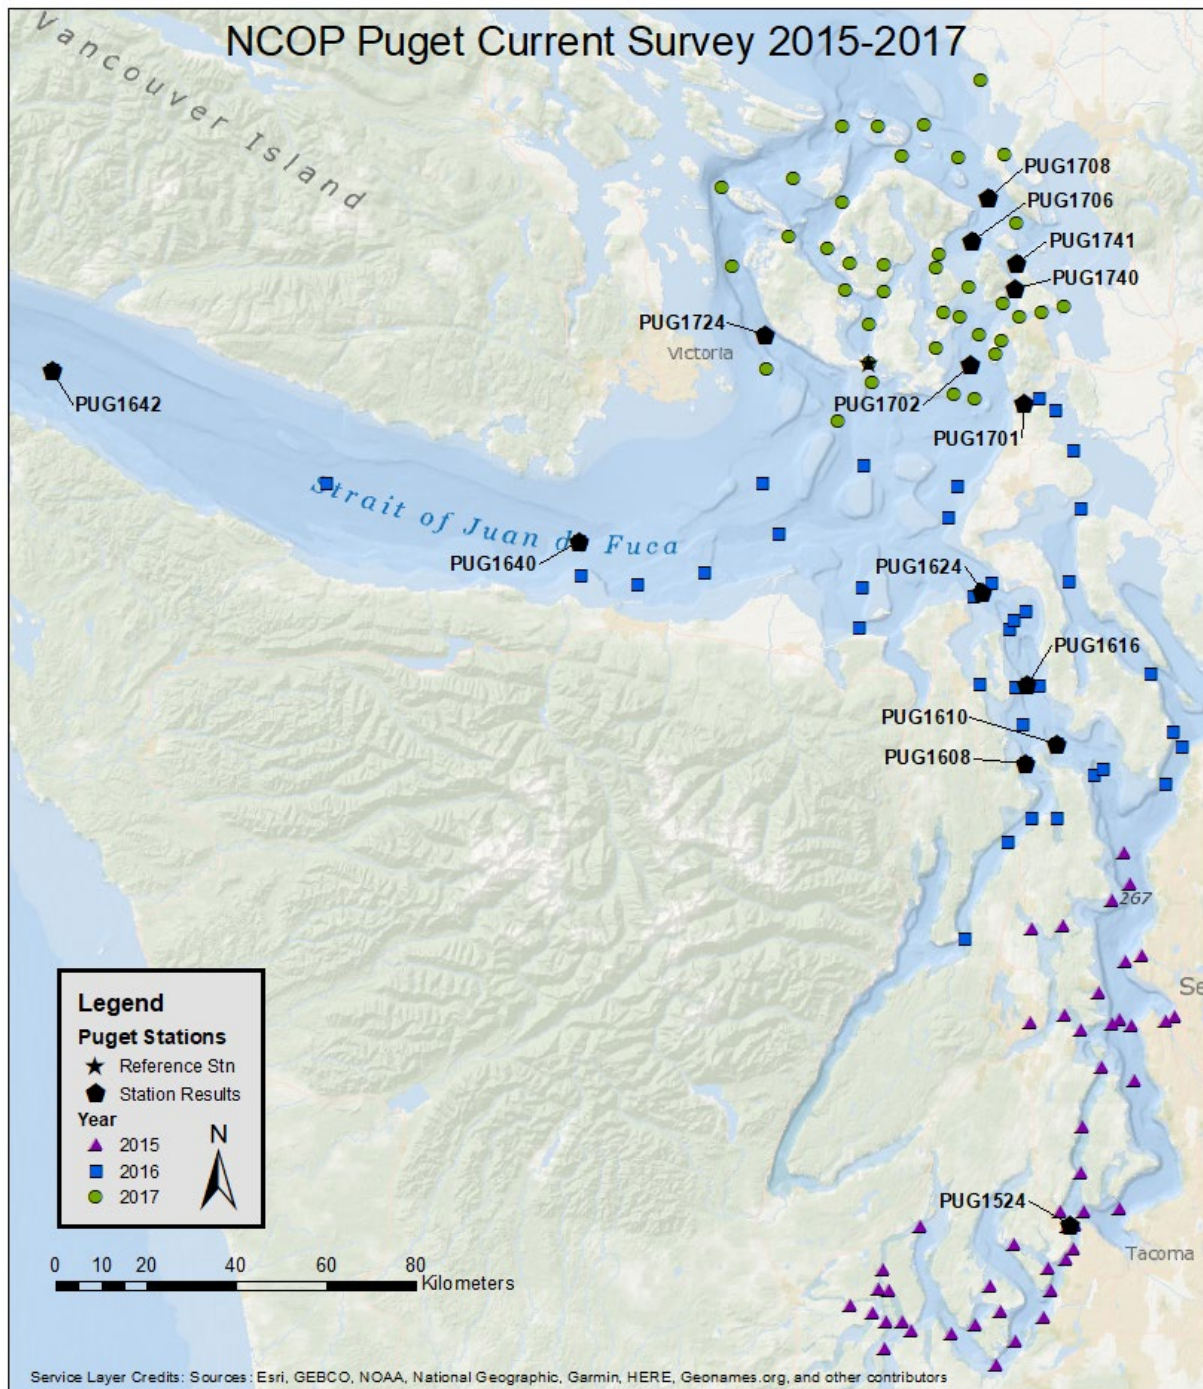 NCOP Puget Current Survey 2015-2017
Vancouver Island
PUG1708
PUG1706
PUG1741
PUG1740
PUG1724
Victoria
PUG1642
PUG1702
PUG1701
Strait of Juan de Fuca
PUG1640
PUG1624
PUG1616
PUG1610
PUG1608
267
Se
Legend
Puget Stations
Reference Stn
Station Results
Year
2015
2016
2017
N
PUG1524
Tacoma
0 10 20 40 60 80
Kilometers
Service Layer Credits: Sources: Esri, GEBCO, NOAA, National Geographic, Garmin, HERE, Geonames.org, and other contributors